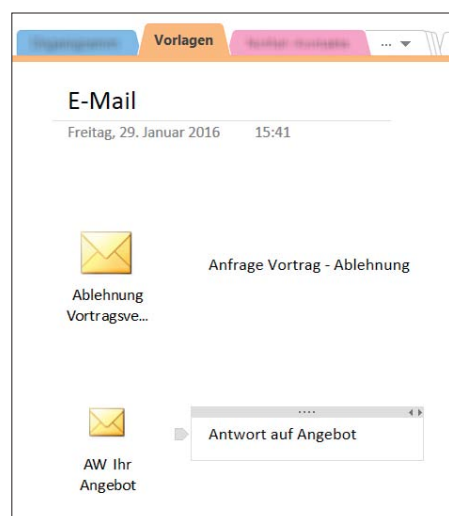 Vorlagen
...
E-Mail
Freitag, 29. Januar 2016 15:41
Anfrage Vortrag - Ablehnung
Ablehnung
Vortragsve...
Antwort auf Angebot
AW Ihr
Angebot